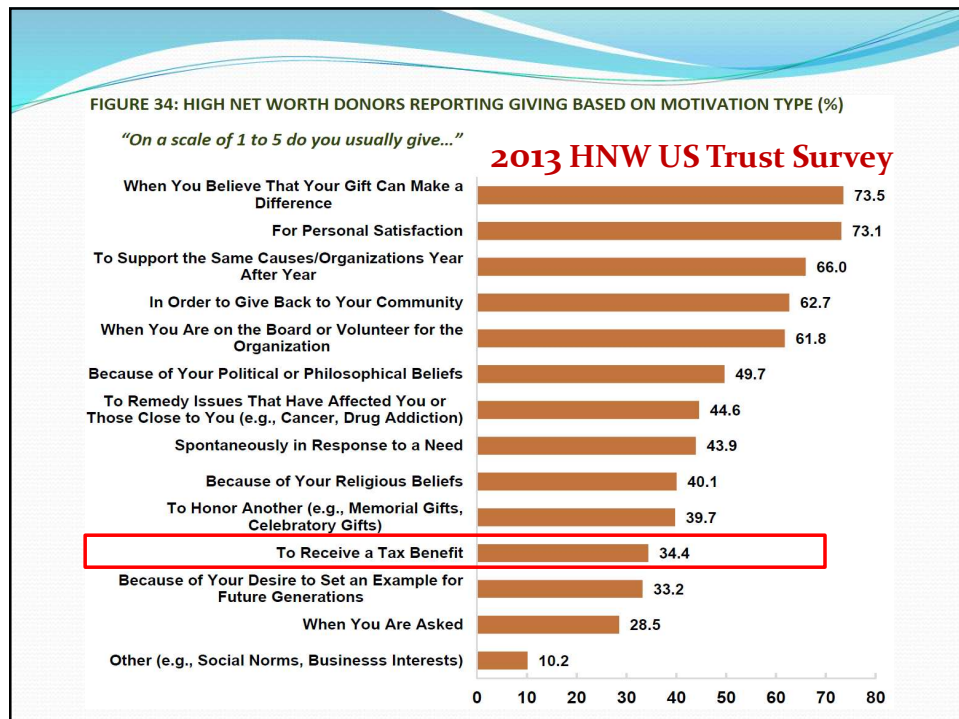 FIGURE 34: HIGH NET WORTH DONORS REPORTING GIVING BASED ON MOTIVATION TYPE (%)
“On a scale of 1 to 5 do you usually give…”
2013 HNW US Trust Survey
When You Believe That Your Gift Can Make a
Difference
73.5
For Personal Satisfaction
73.1
To Support the Same Causes/Organizations Year
After Year
66.0
In Order to Give Back to Your Community
62.7
When You Are on the Board or Volunteer for the
Organization
61.8
Because of Your Political or Philosophical Beliefs
49.7
To Remedy Issues That Have Affected You or
Those Close to You (e.g., Cancer, Drug Addiction)
44.6
Spontaneously in Response to a Need
43.9
Because of Your Religious Beliefs
40.1
To Honor Another (e.g., Memorial Gifts,
Celebratory Gifts)
39.7
To Receive a Tax Benefit
34.4
Because of Your Desire to Set an Example for
Future Generations
33.2
When You Are Asked
28.5
Other (e.g., Social Norms, Businesss Interests)
10.2
0 10 20 30 40 50 60 70 80